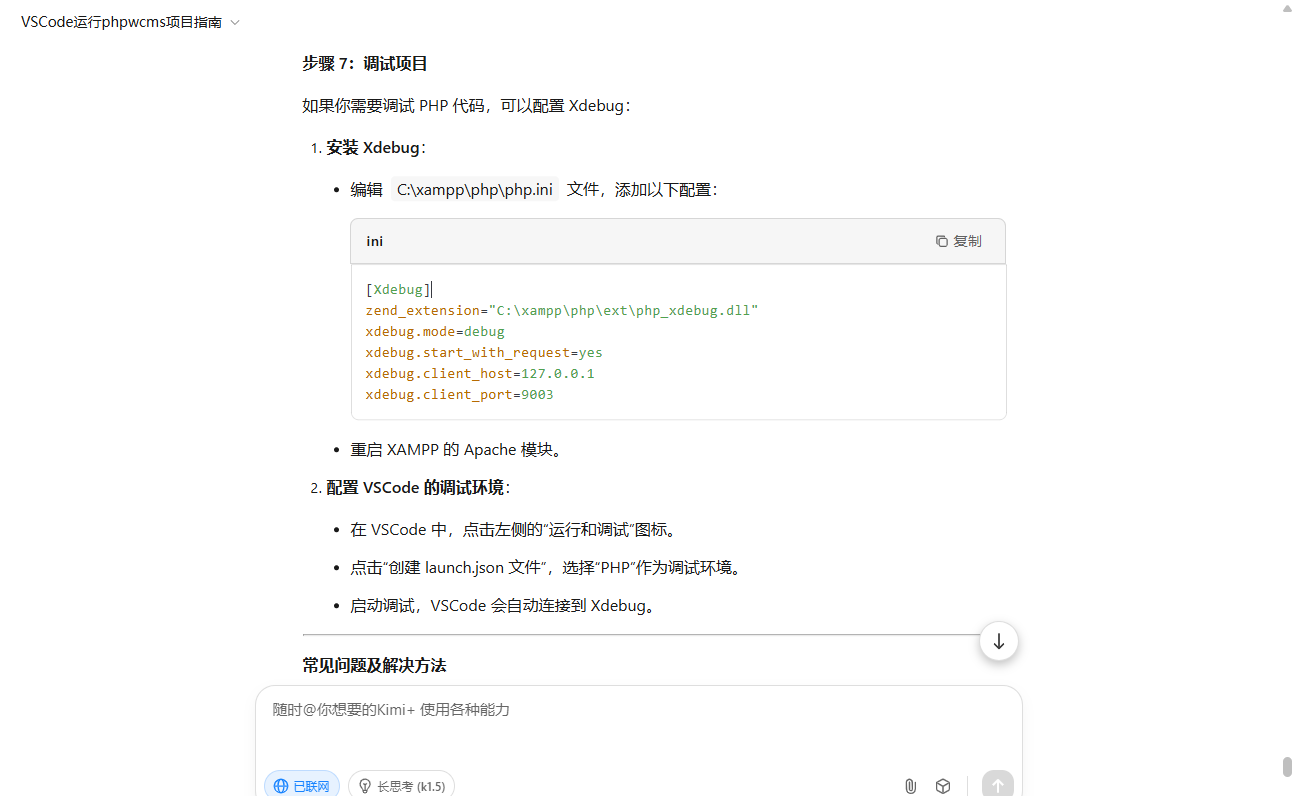 VSCode运行phpwcms项目指南
步骤 7：调试项目
如果你需要调试 PHP 代码，可以配置 Xdebug：
1. 安装 Xdebug：
• 编辑 C:\xampp\php\php.ini 文件，添加以下配置：
ini 复制
[Xdebug]
zend_extension="C:\xampp\php\ext\php_xdebug.dll"
xdebug.mode=debug
xdebug.start_with_request=yes
xdebug.client_host=127.0.0.1
xdebug.client_port=9003
• 重启 XAMPP 的 Apache 模块。
2. 配置 VSCode 的调试环境：
• 在 VSCode 中，点击左侧的“运行和调试”图标。
• 点击“创建 launch.json 文件”，选择“PHP”作为调试环境。
• 启动调试，VSCode 会自动连接到 Xdebug。
常见问题及解决方法
随时@你想要的Kimi+ 使用各种能力
已联网 长思考 (k1.5)